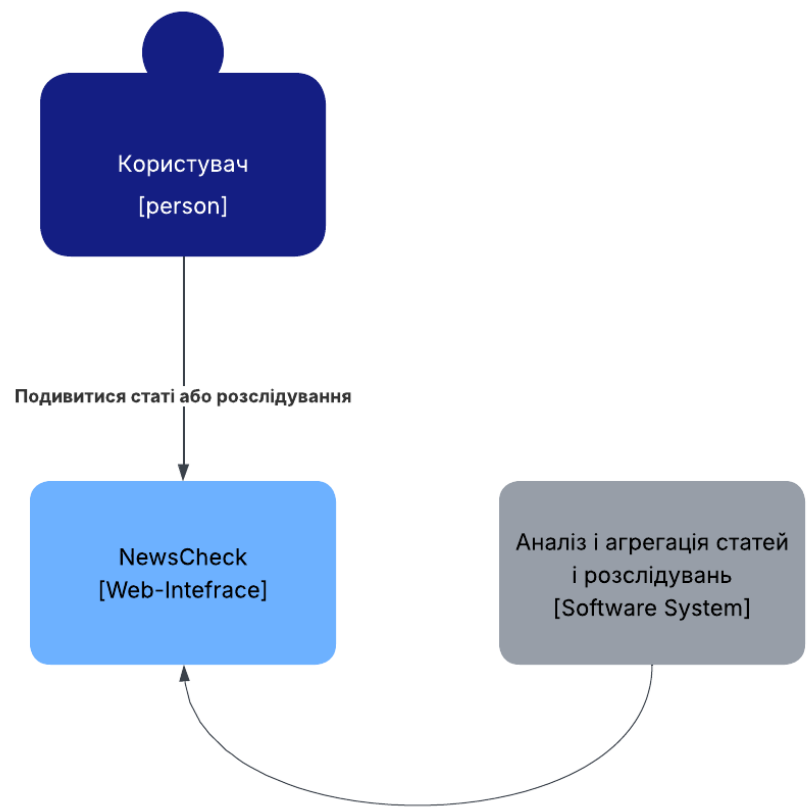 Користувач
[person]
Подивитися статі або розслідування
NewsCheck
[Web-Intefrace]
Аналіз і агрегація статей
і розслідувань
[Software System]